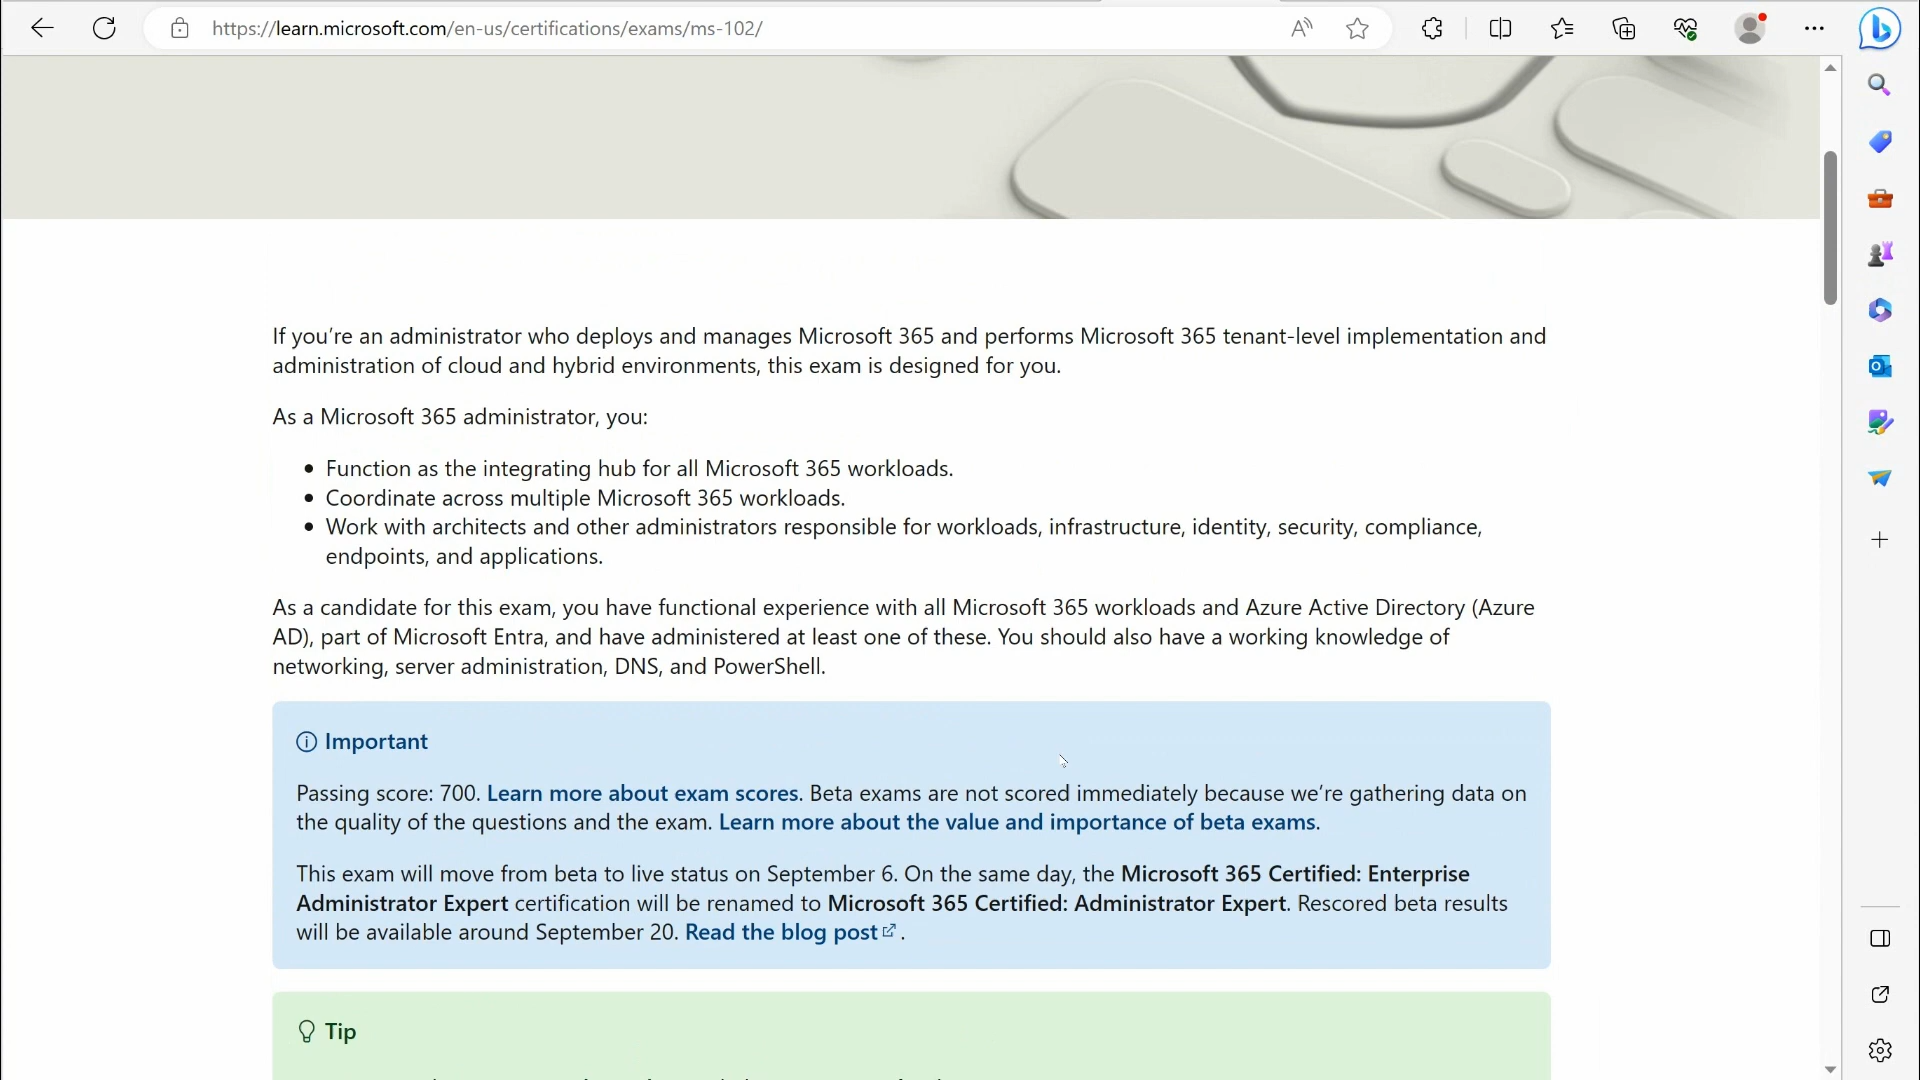 https://learn.microsoft.com/en-us/certifications/exams/ms-102/
If you’re an administrator who deploys and manages Microsoft 365 and performs Microsoft 365 tenant-level implementation and
administration of cloud and hybrid environments, this exam is designed for you.
As a Microsoft 365 administrator, you:
• Function as the integrating hub for all Microsoft 365 workloads.
• Coordinate across multiple Microsoft 365 workloads.
• Work with architects and other administrators responsible for workloads, infrastructure, identity, security, compliance,
endpoints, and applications.
As a candidate for this exam, you have functional experience with all Microsoft 365 workloads and Azure Active Directory (Azure
AD), part of Microsoft Entra, and have administered at least one of these. You should also have a working knowledge of
networking, server administration, DNS, and PowerShell.
Important
Passing score: 700. Learn more about exam scores. Beta exams are not scored immediately because we’re gathering data on
the quality of the questions and the exam. Learn more about the value and importance of beta exams.
This exam will move from beta to live status on September 6. On the same day, the Microsoft 365 Certified: Enterprise
Administrator Expert certification will be renamed to Microsoft 365 Certified: Administrator Expert. Rescored beta results
will be available around September 20. Read the blog post.
Tip